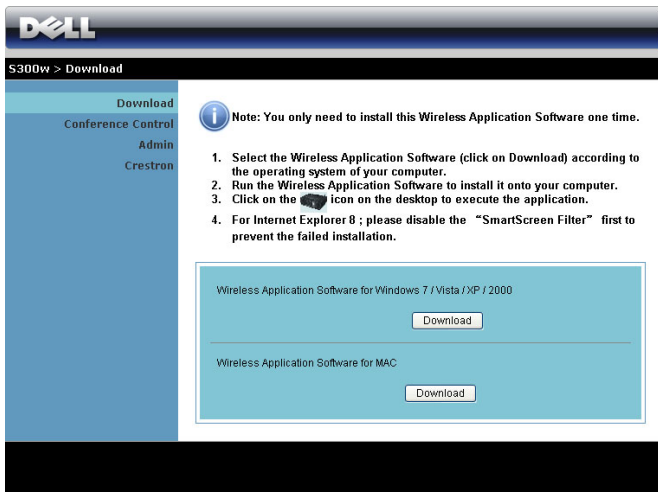 DELL
S300w > Download
Download
Conference Control
Admin
Crestron
Note: You only need to install this Wireless Application Software one time.
1. Select the Wireless Application Software (click on Download) according to
the operating system of your computer.
2. Run the Wireless Application Software to install it onto your computer.
3. Click on the icon on the desktop to execute the application.
4. For Internet Explorer 8 ; please disable the “SmartScreen Filter” first to
prevent the failed installation.
Wireless Application Software for Windows 7 / Vista / XP / 2000
Download
Wireless Application Software for MAC
Download